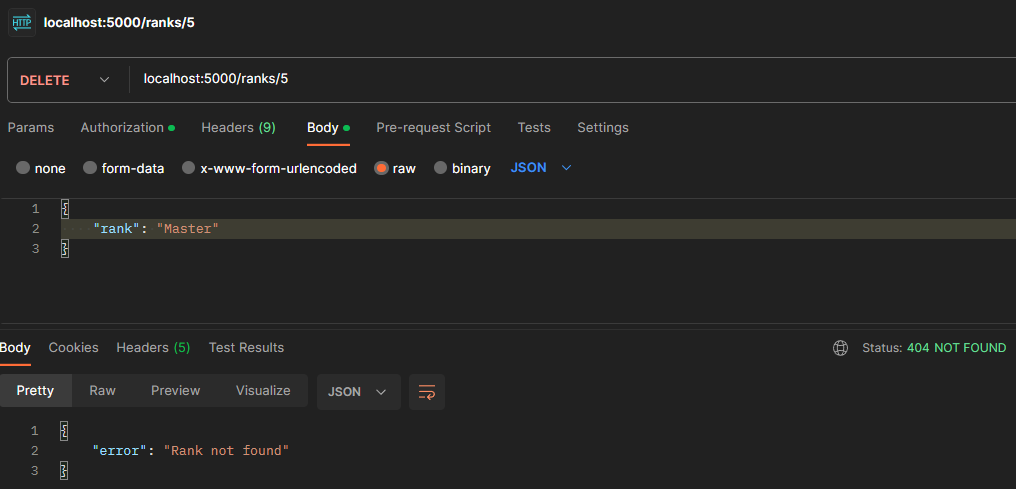 HTTP localhost:5000/ranks/5
DELETE localhost:5000/ranks/5
Params Authorization Headers (9) Body Pre-request Script Tests Settings
none form-data x-www-form-urlencoded raw binary JSON
1 {
2 "rank": "Master"
3 }
Body Cookies Headers (5) Test Results Status: 404 NOT FOUND
Pretty Raw Preview Visualize JSON
1 {
2 "error": "Rank not found"
3 }